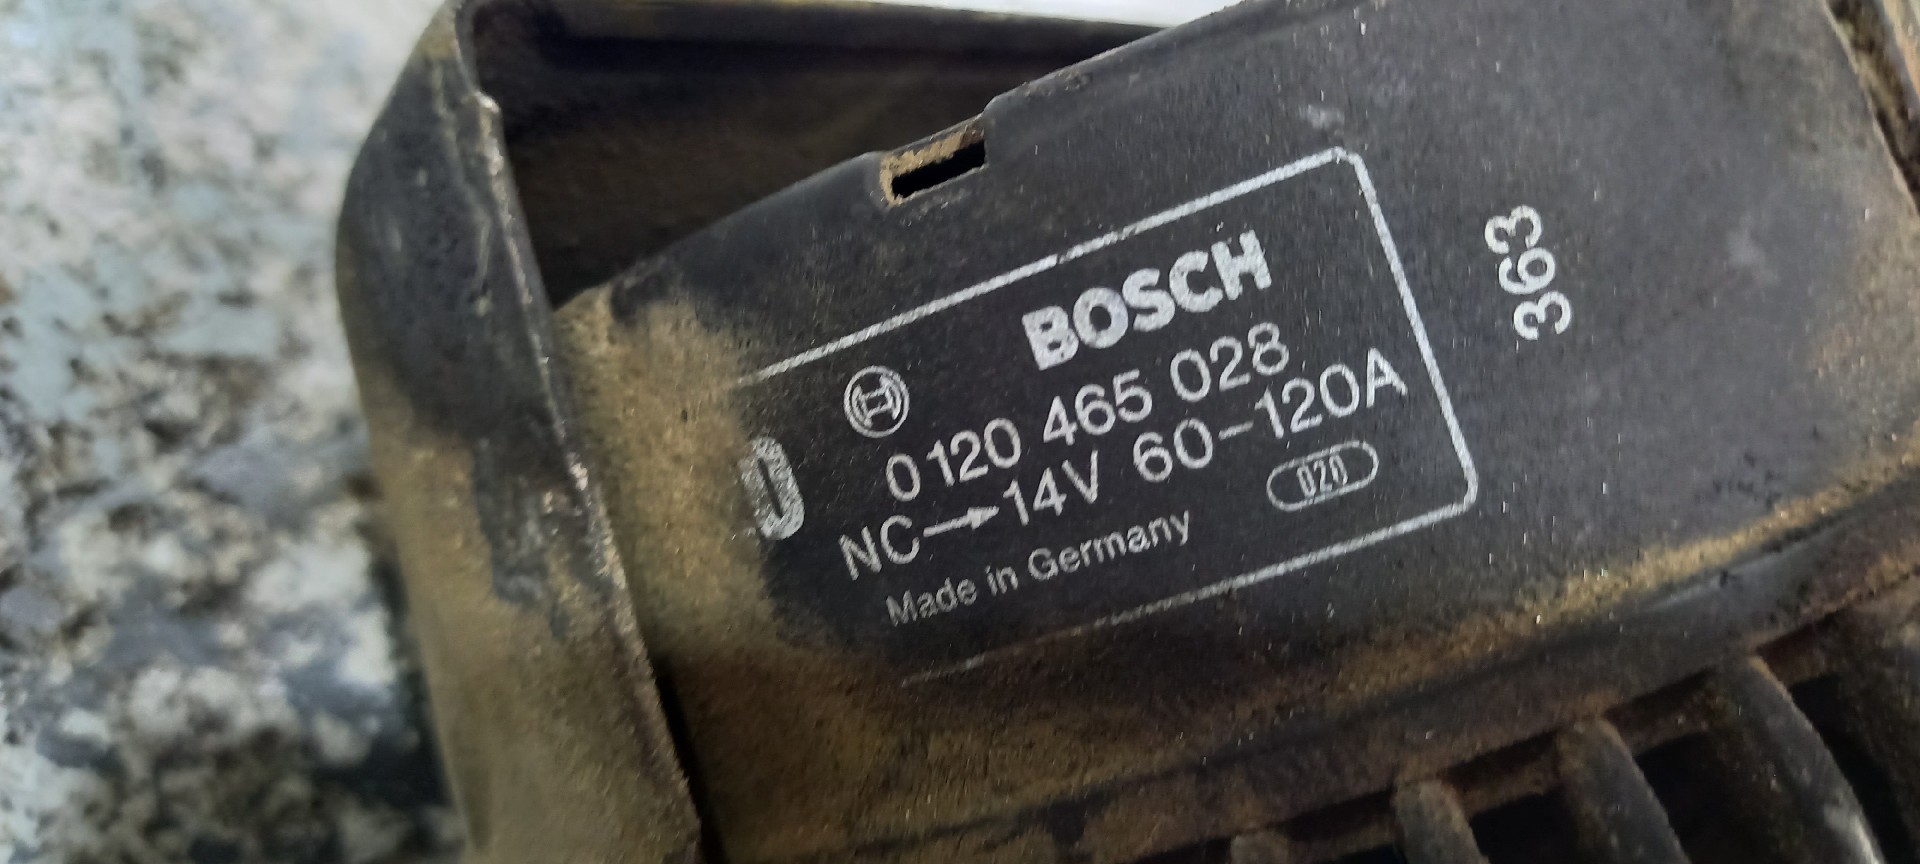 BOSCH
0 120 465 028
NC→14V 60-120A
020
Made in Germany
363